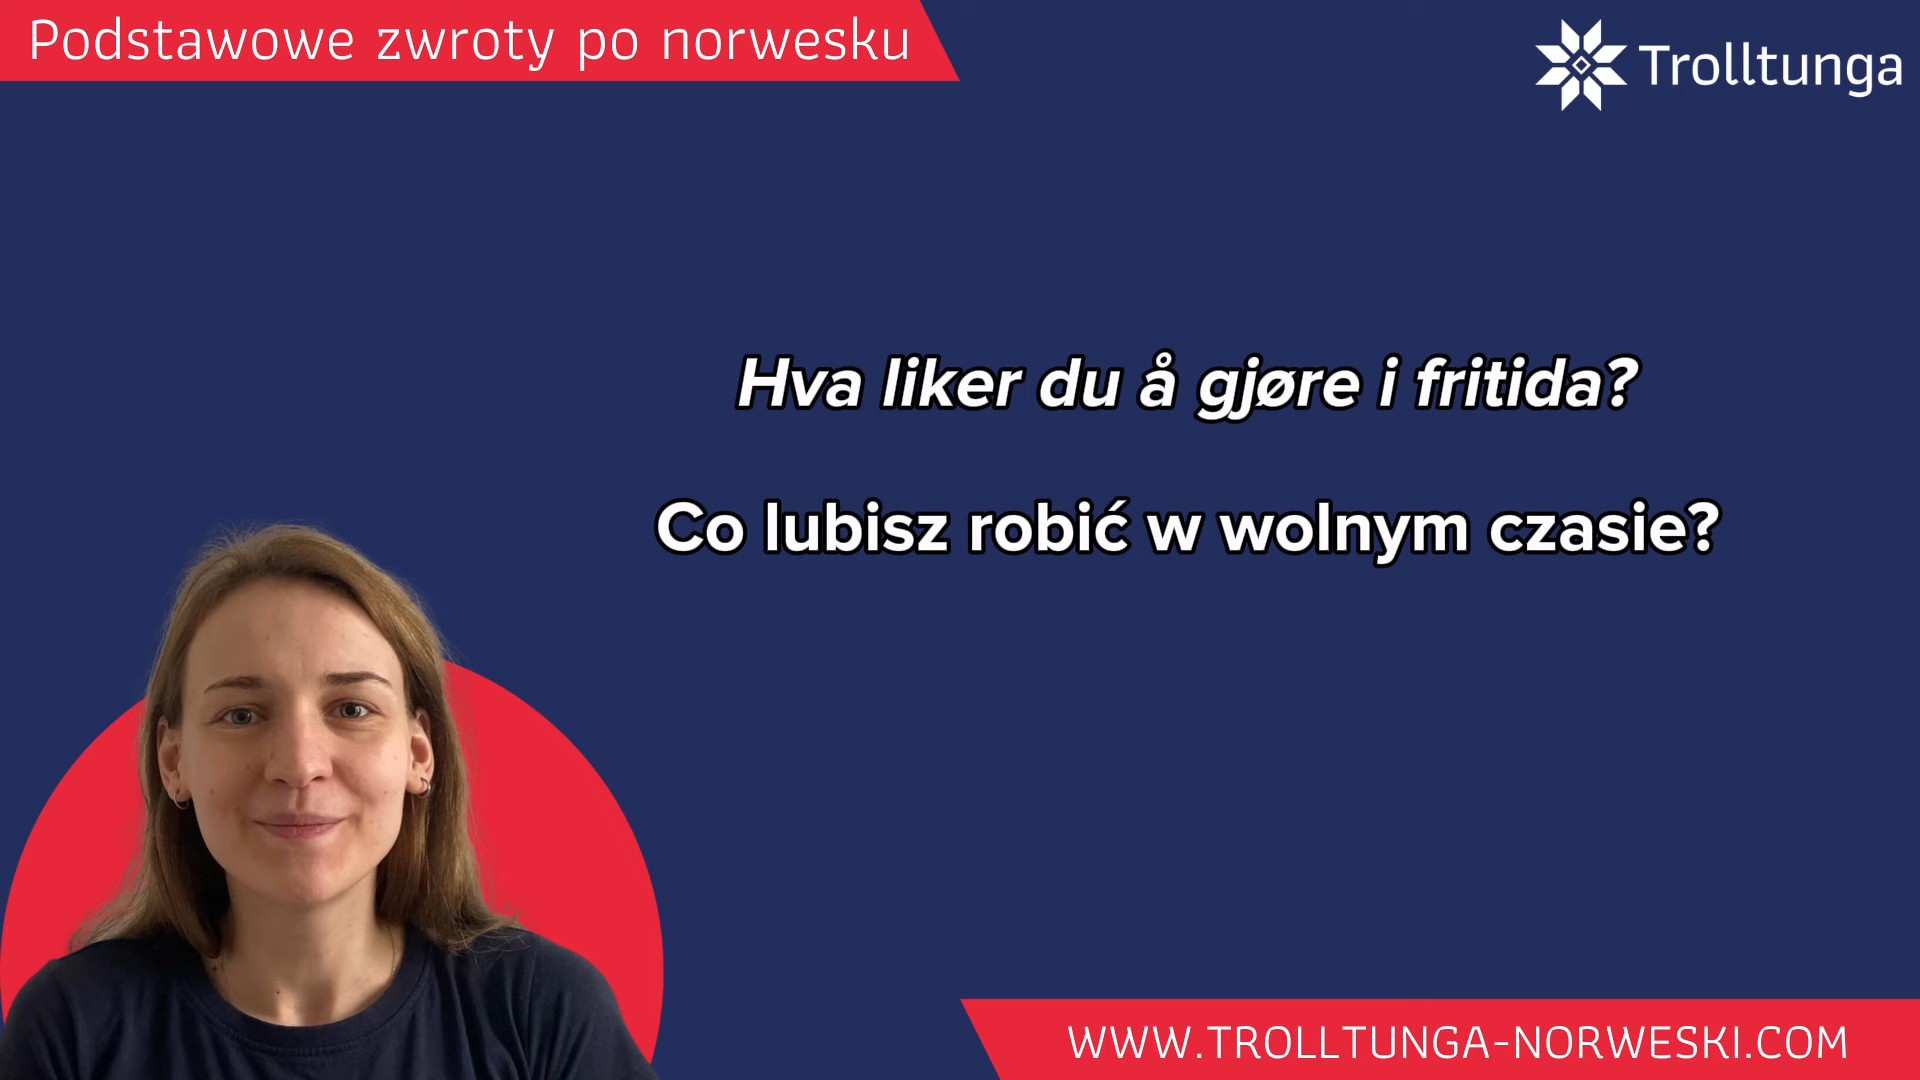 Podstawowe zwroty po norwesku
Trolltunga
Hva liker du å gjøre i fritida?
Co lubisz robić w wolnym czasie?
WWW.TROLLTUNGA-NORWESKI.COM